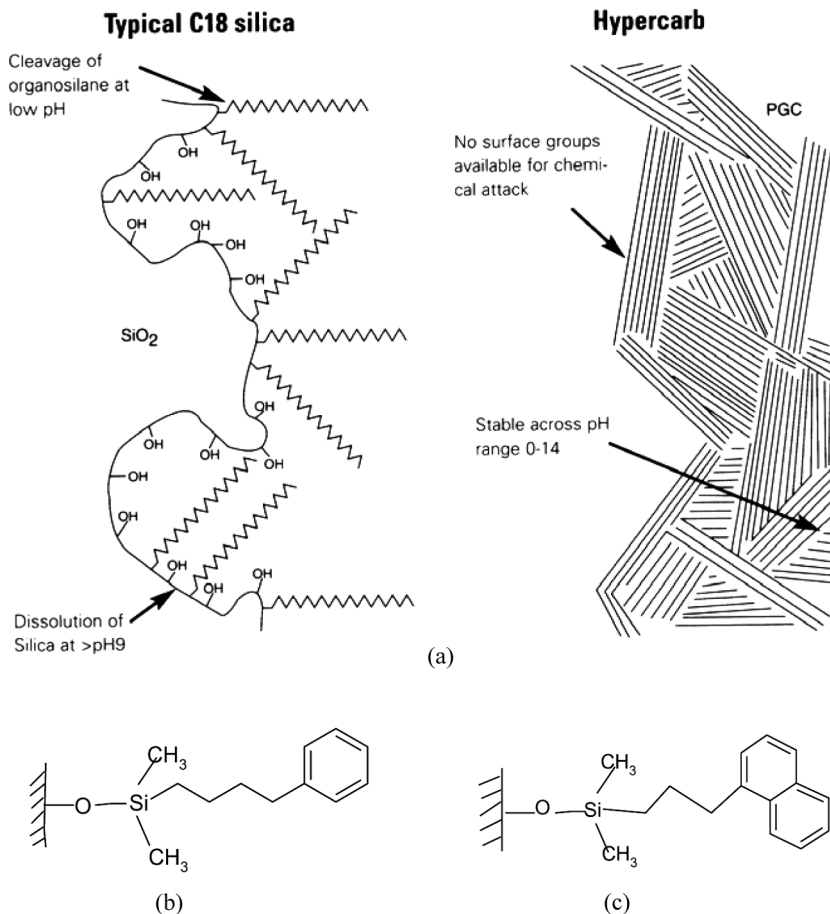 Typical C18 silica
Hypercarb
Cleavage of
organosilane at
low pH
OH
OH
OH
OH
OH
OH
SiO₂
OH
OH
OH
OH
OH
OH
OH
OH
OH
OH
Dissolution of
Silica at >pH9
PGC
No surface groups
available for chemi-
cal attack
Stable across pH
range 0-14
(a)
CH₃
O
Si
CH₃
(b)
CH₃
O
Si
CH₃
(c)